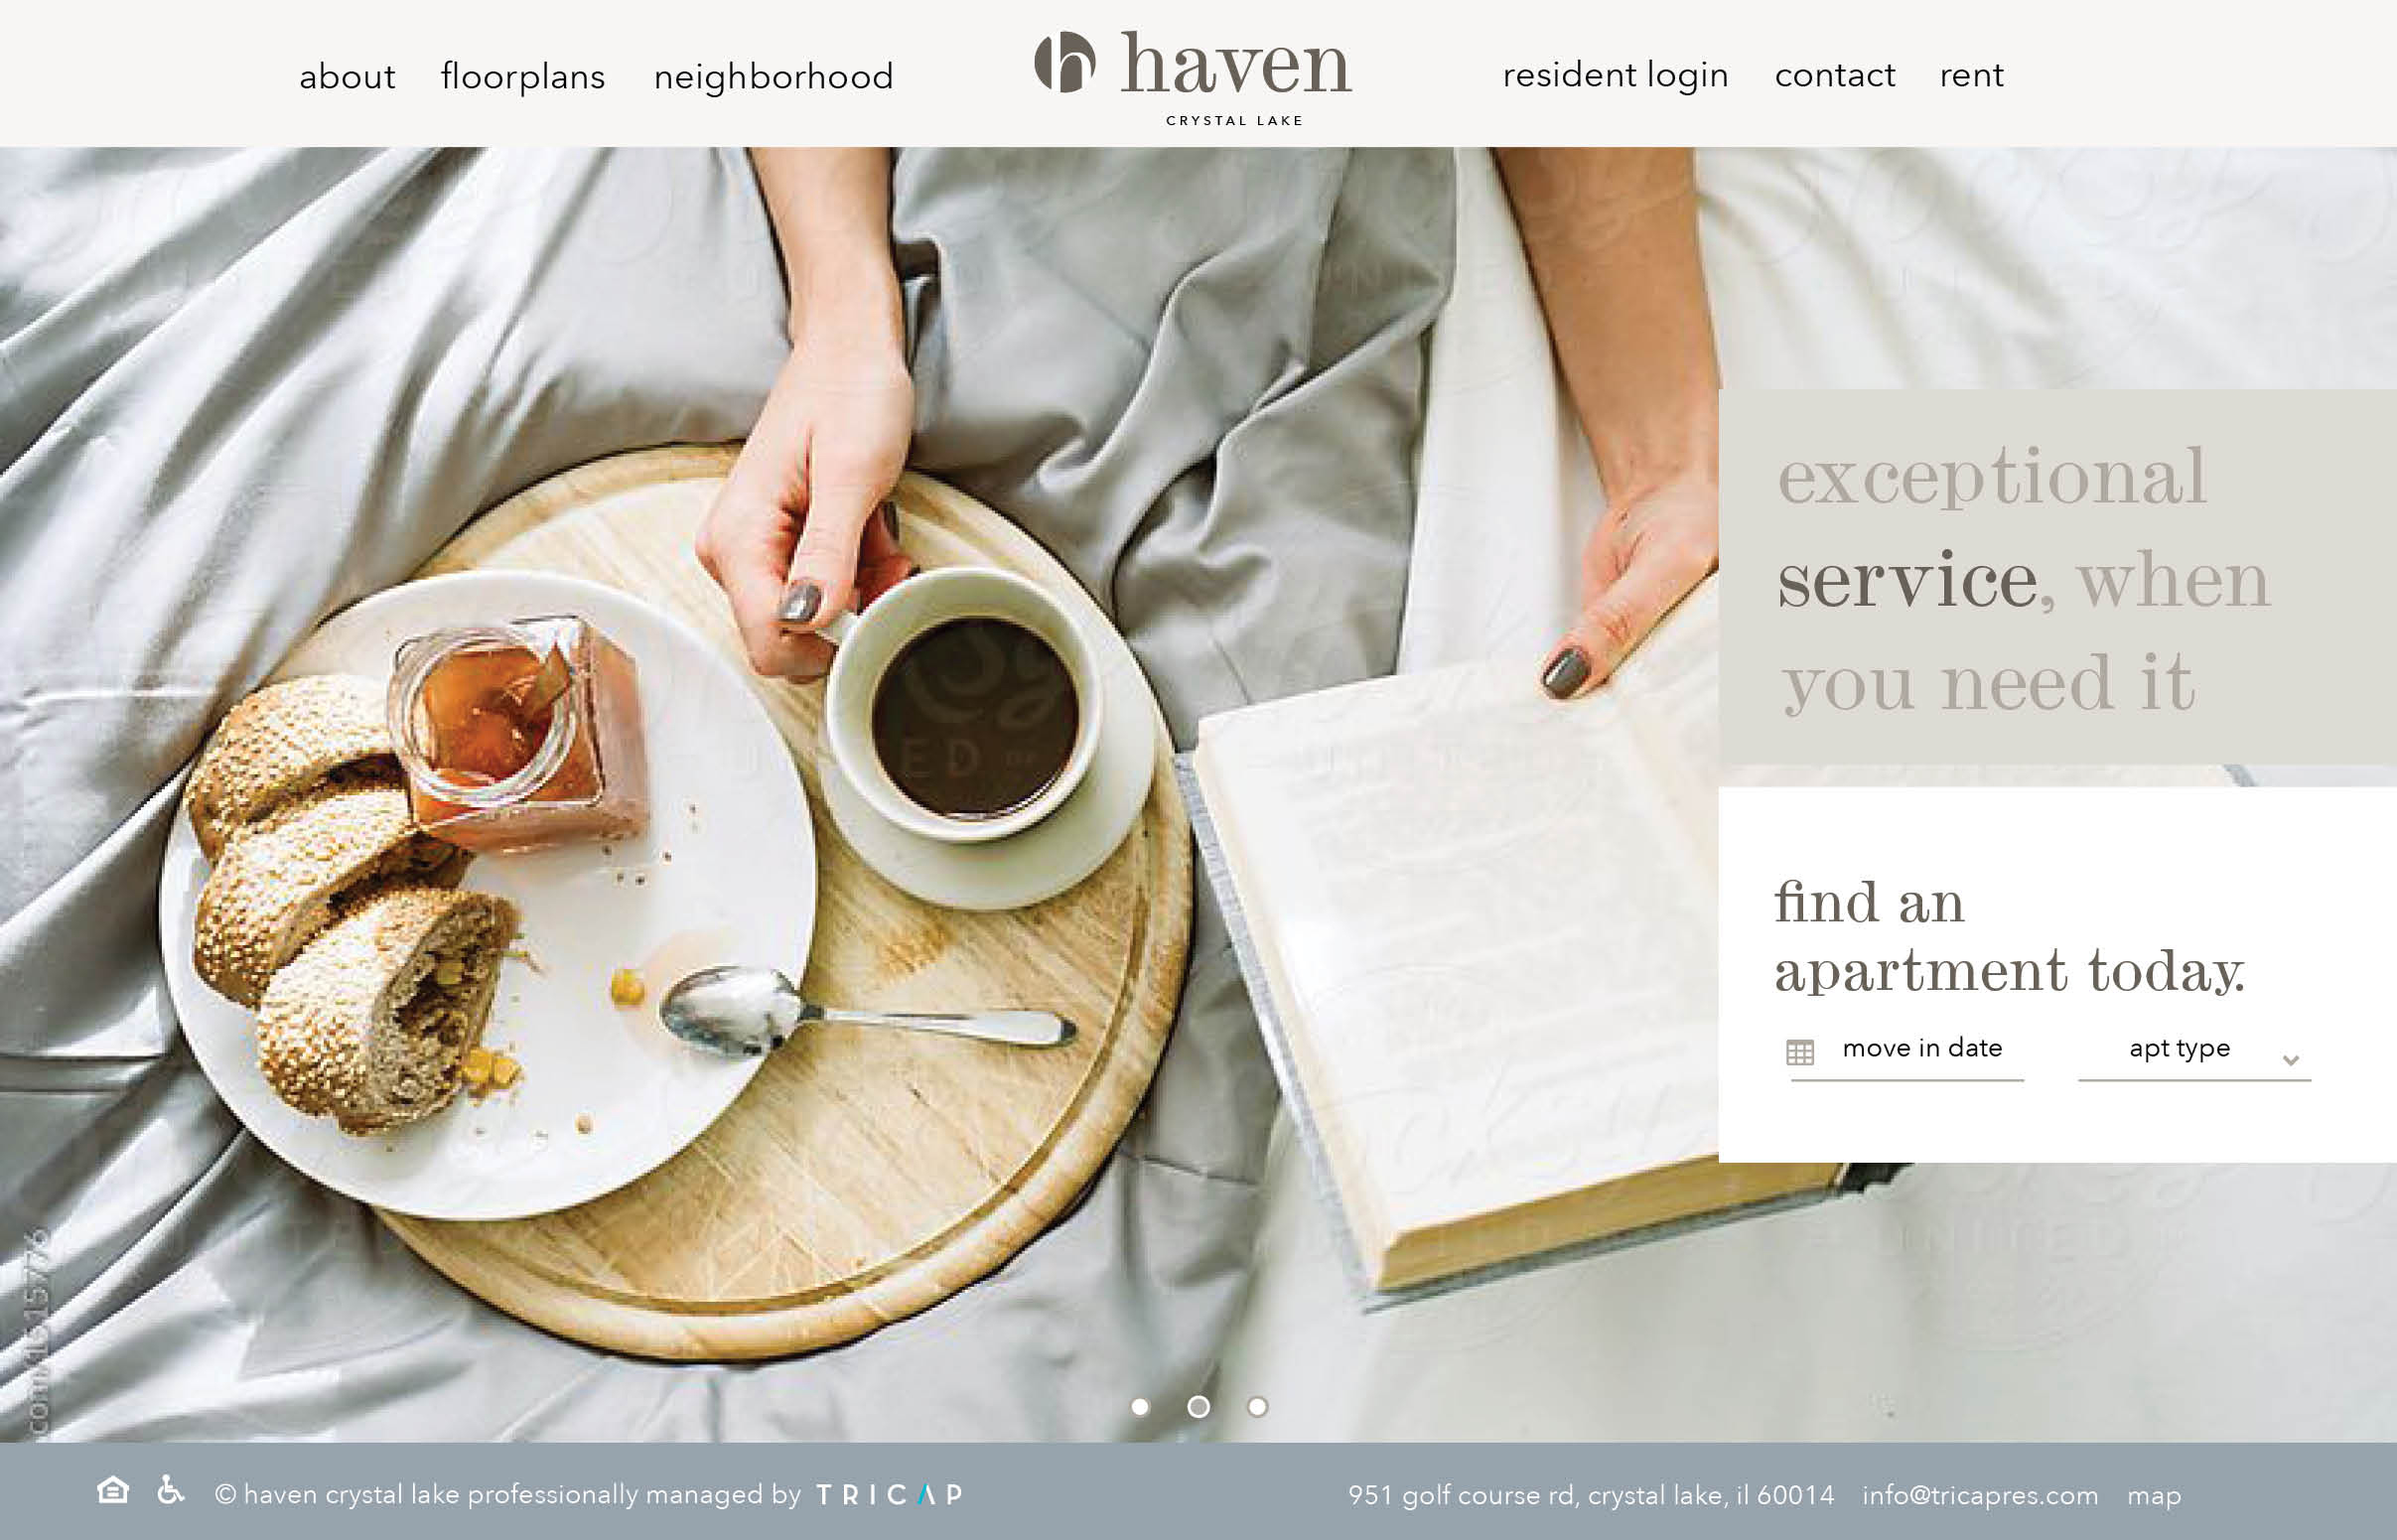 about floorplans neighborhood
haven
CRYSTAL LAKE
resident login contact rent
exceptional
service, when
you need it
find an
apartment today.
move in date apt type
© haven crystal lake professionally managed by TRICAP
951 golf course rd, crystal lake, il 60014 info@tricapres.com map